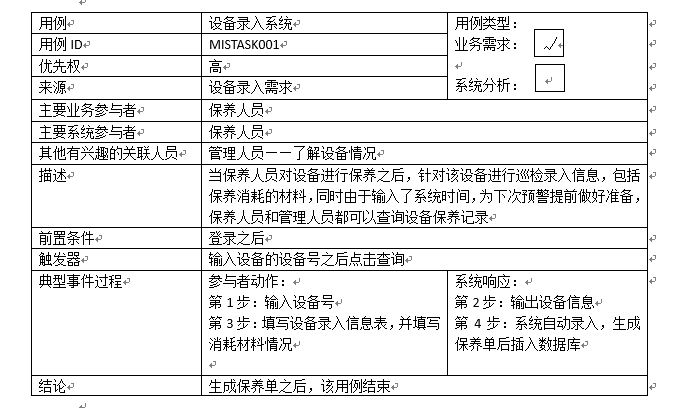 用例 设备录入系统 用例类型：
用例 ID MISTASK001 业务需求： √
优先权 高
来源 设备录入需求 系统分析：
主要业务参与者 保养人员
主要系统参与者 保养人员
其他有兴趣的关联人员 管理人员——了解设备情况
描述 当保养人员对设备进行保养之后，针对该设备进行巡检录入信息，包括
保养消耗的材料，同时由于输入了系统时间，为下次预警提前做好准备，
保养人员和管理人员都可以查询设备保养记录
前置条件 登录之后
触发器 输入设备的设备号之后点击查询
典型事件过程 参与者动作： 系统响应：
第 1 步：输入设备号 第 2 步：输出设备信息
第 3 步：填写设备录入信息表，并填写 第 4 步：系统自动录入，生成
消耗材料情况 保养单后插入数据库
结论 生成保养单之后，该用例结束